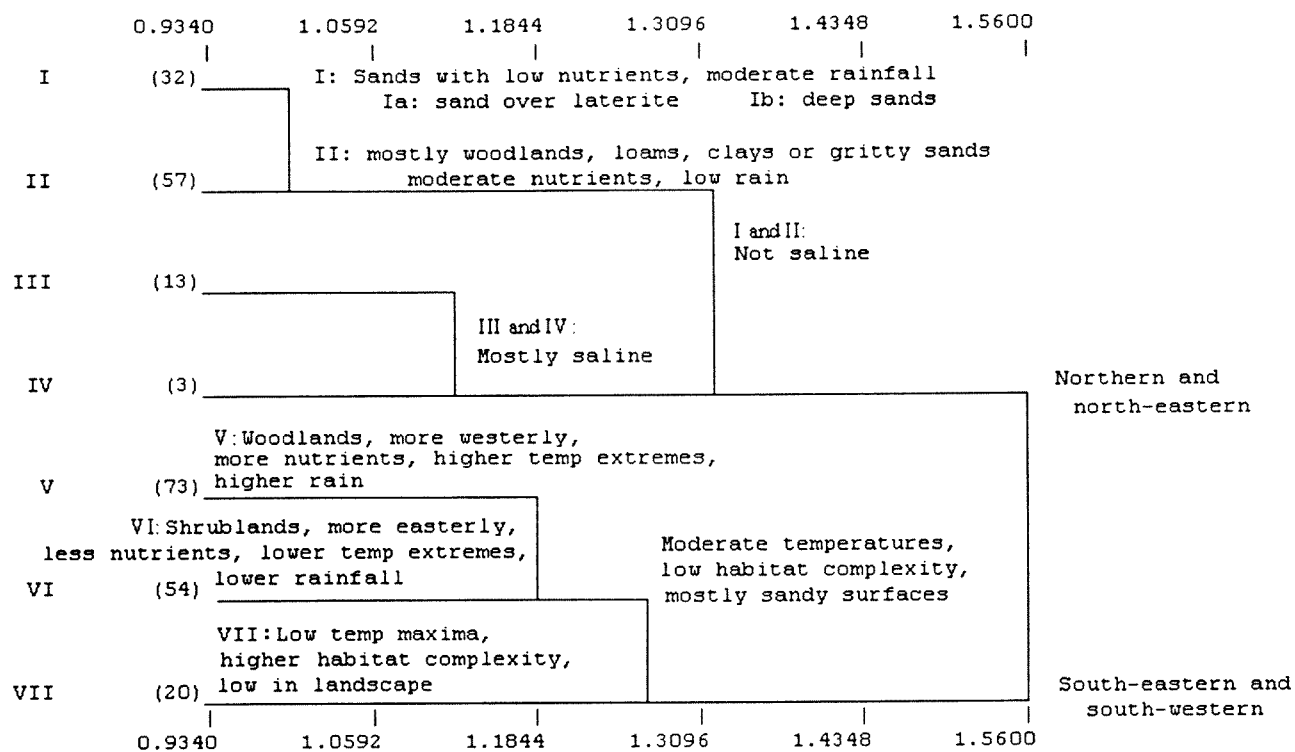 0.9340 1.0592 1.1844 1.3096 1.4348 1.5600
I (32) I: Sands with low nutrients, moderate rainfall
Ia: sand over laterite Ib: deep sands
II: mostly woodlands, loams, clays or gritty sands
II (57) moderate nutrients, low rain
I and II:
Not saline
III (13)
III and IV:
Mostly saline
IV (3)
Northern and
north-eastern
V: Woodlands, more westerly,
more nutrients, higher temp extremes,
V (73) higher rain
VI: Shrublands, more easterly,
less nutrients, lower temp extremes,
VI (54) lower rainfall
Moderate temperatures,
low habitat complexity,
mostly sandy surfaces
VII: Low temp maxima,
higher habitat complexity,
VII (20) low in landscape
South-eastern and
south-western
0.9340 1.0592 1.1844 1.3096 1.4348 1.5600